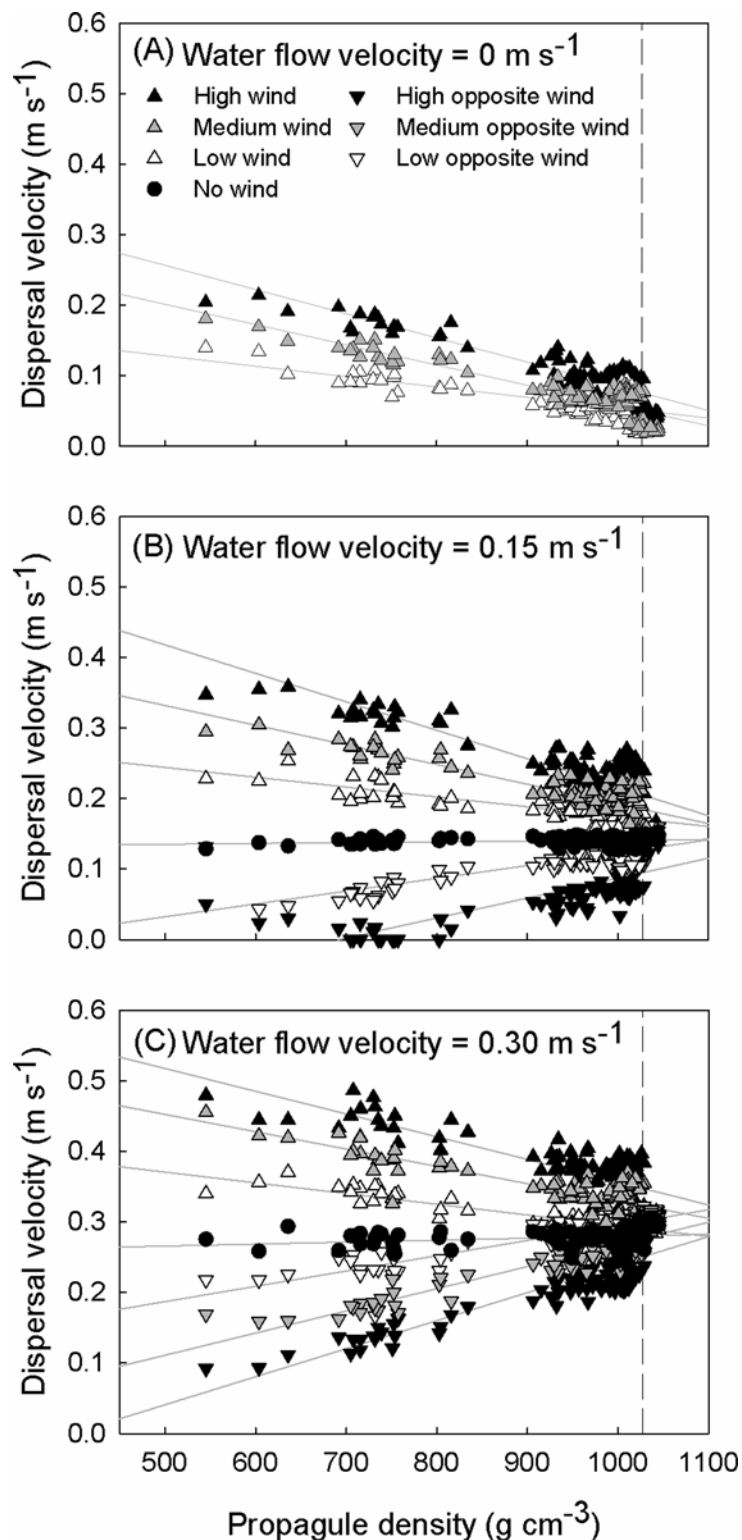 (A) Water flow velocity = 0 m s⁻¹
▲ High wind ▼ High opposite wind
▲ Medium wind ▼ Medium opposite wind
△ Low wind ▽ Low opposite wind
● No wind
Dispersal velocity (m s⁻¹)
0.6
0.5
0.4
0.3
0.2
0.1
0.0
(B) Water flow velocity = 0.15 m s⁻¹
Dispersal velocity (m s⁻¹)
0.6
0.5
0.4
0.3
0.2
0.1
0.0
(C) Water flow velocity = 0.30 m s⁻¹
Dispersal velocity (m s⁻¹)
0.6
0.5
0.4
0.3
0.2
0.1
0.0
500 600 700 800 900 1000 1100
Propagule density (g cm⁻³)